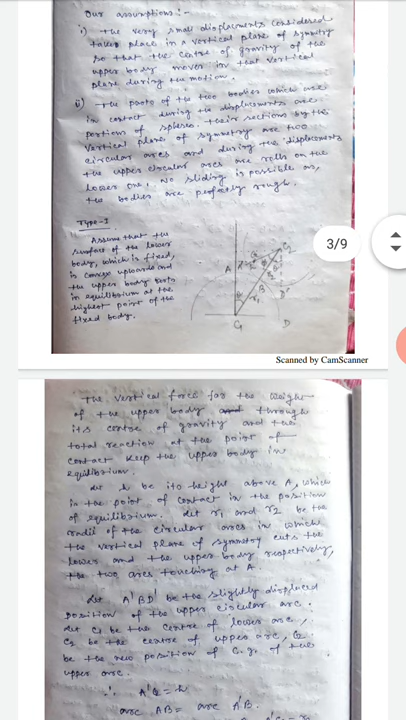 Our assumptions :-
i) The very small displacements considered
takes place in a vertical plane of symmetry
so that the centre of gravity of the
upper body moves in that vertical
plane during the motion.
ii) The parts of the two bodies which are
in contact during the displacements are
portions of spheres. Their sections by the
vertical plane of symmetry are two
circular arcs and during the displacements
the upper circular arcs are rolls on the
lower one. No sliding is possible as,
the bodies are perfectly rough.
Type-I
Assume that the
surface of the lower
body, which is fixed,
is convex upwards and
the upper body rests
in equilibrium at the
highest point of the
fixed body.
A
B
C1
D
3/9
Scanned by CamScanner
The vertical force for the weight
of the upper body through
its centre of gravity and the
total reaction at the point of
contact keep the upper body in
equilibrium.
Let h be its height above A, which
in the point of contact in the position
of equilibrium. Let r1 and r2 be the
radii of the circular arcs in which
the vertical plane of symmetry cuts the
lower and the upper body respectively,
the two arcs touching at A.
Let A'BD' be the slightly displaced
position of the upper circular arc.
Let C1 be the centre of lower arc,
C2 be the centre of upper arc, G
be the new position of C.G. of the
upper arc.
∴ A'G = h
arc AB = arc A'B.